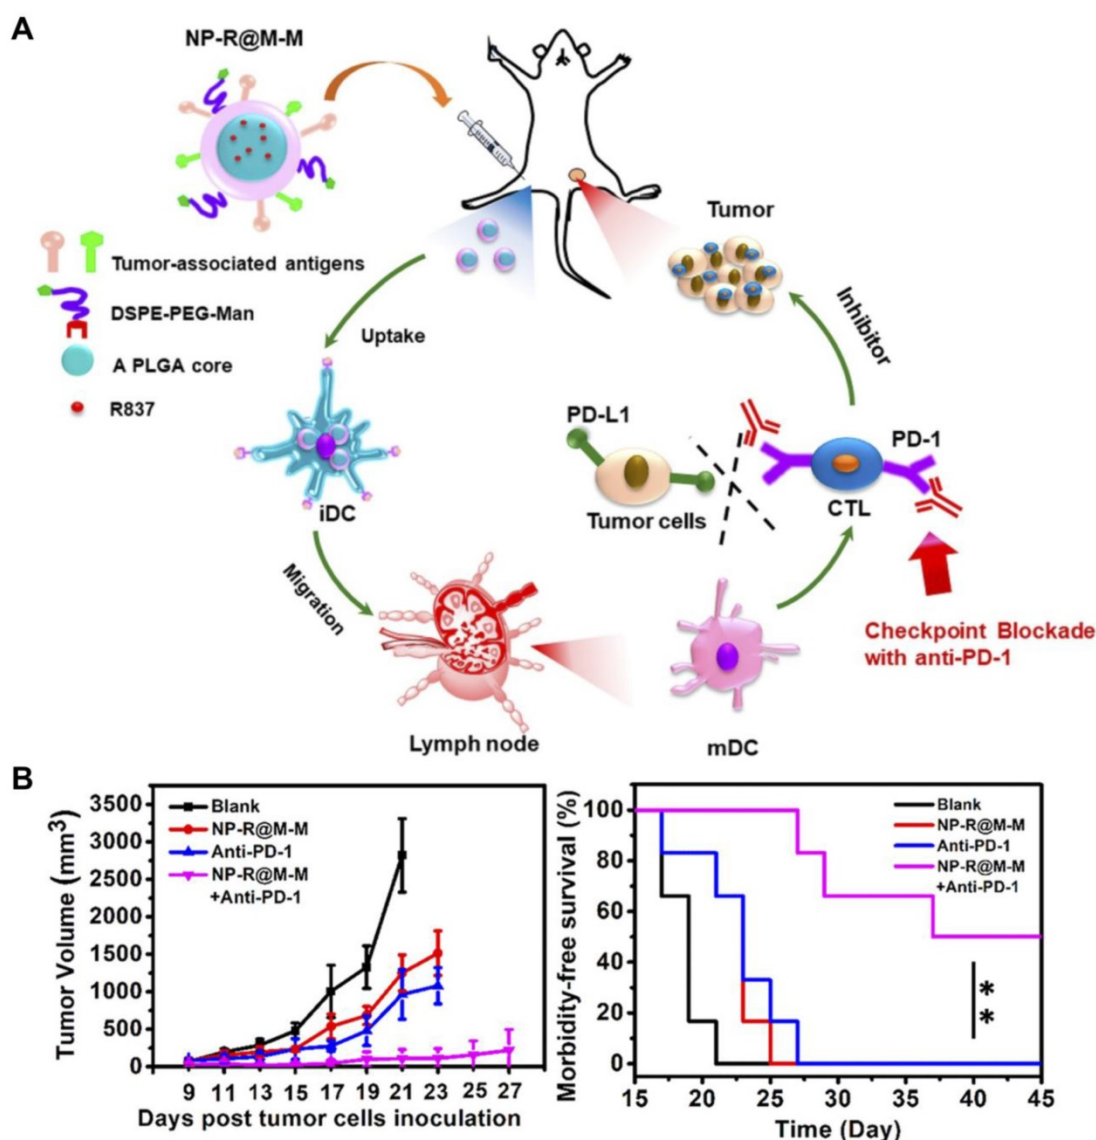 A
NP-R@M-M
Tumor-associated antigens
DSPE-PEG-Man
A PLGA core
R837
Uptake
iDC
Migration
Lymph node
mDC
Tumor
Inhibitor
PD-L1
Tumor cells
PD-1
CTL
Checkpoint Blockade
with anti-PD-1
B
Tumor Volume (mm³)
3500
3000
2500
2000
1500
1000
500
0
Blank
NP-R@M-M
Anti-PD-1
NP-R@M-M
+Anti-PD-1
9 11 13 15 17 19 21 23 25 27
Days post tumor cells inoculation
Morbidity-free survival (%)
100
80
60
40
20
0
Blank
NP-R@M-M
Anti-PD-1
NP-R@M-M
+Anti-PD-1
* *
15 20 25 30 35 40 45
Time (Day)